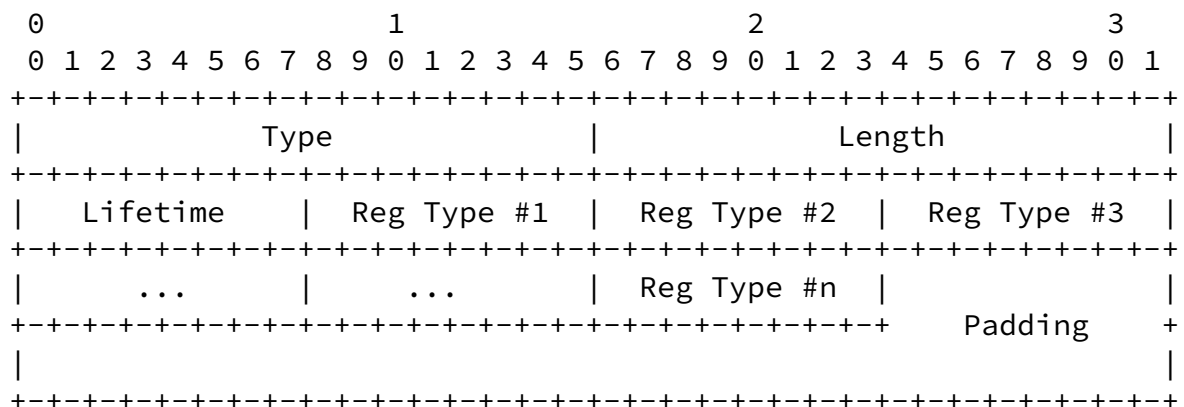 0                   1                   2                   3
 0 1 2 3 4 5 6 7 8 9 0 1 2 3 4 5 6 7 8 9 0 1 2 3 4 5 6 7 8 9 0 1
+-+-+-+-+-+-+-+-+-+-+-+-+-+-+-+-+-+-+-+-+-+-+-+-+-+-+-+-+-+-+-+-+
|             Type              |             Length            |
+-+-+-+-+-+-+-+-+-+-+-+-+-+-+-+-+-+-+-+-+-+-+-+-+-+-+-+-+-+-+-+-+
|   Lifetime    |  Reg Type #1  |  Reg Type #2  |  Reg Type #3  |
+-+-+-+-+-+-+-+-+-+-+-+-+-+-+-+-+-+-+-+-+-+-+-+-+-+-+-+-+-+-+-+-+
|      ...      |     ...       |  Reg Type #n  |               |
+-+-+-+-+-+-+-+-+-+-+-+-+-+-+-+-+-+-+-+-+-+-+-+-+    Padding    +
|                                                               |
+-+-+-+-+-+-+-+-+-+-+-+-+-+-+-+-+-+-+-+-+-+-+-+-+-+-+-+-+-+-+-+-+